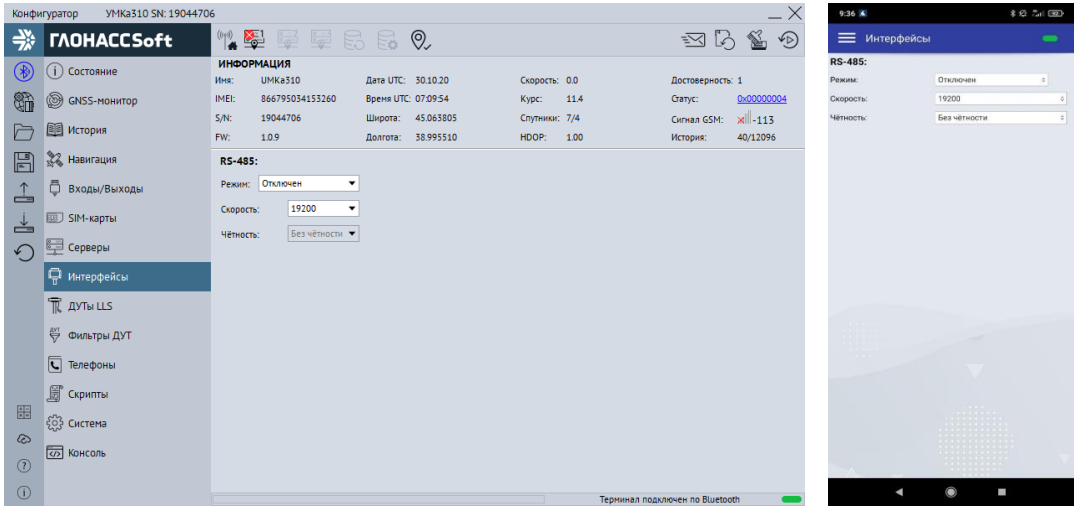 Конфигуратор УМКа310 SN: 19044706
ГЛОНАССSoft
Состояние
GNSS-монитор
История
Навигация
Входы/Выходы
SIM-карты
Серверы
Интерфейсы
ДУТы LLS
Фильтры ДУТ
Телефоны
Скрипты
Система
Консоль
ИНФОРМАЦИЯ
Имя: UMKa310 Дата UTC: 30.10.20 Скорость: 0.0 Достоверность: 1
IMEI: 866795034153260 Время UTC: 07:09:54 Курс: 11.4 Статус: 0x00000004
S/N: 19044706 Широта: 45.063805 Спутники: 7/4 Сигнал GSM: -113
FW: 1.0.9 Долгота: 38.995510 HDOP: 1.00 История: 40/12096
RS-485:
Режим: Отключен
Скорость: 19200
Чётность: Без чётности
Терминал подключен по Bluetooth
9:36
Интерфейсы
RS-485:
Режим: Отключен
Скорость: 19200
Чётность: Без чётности